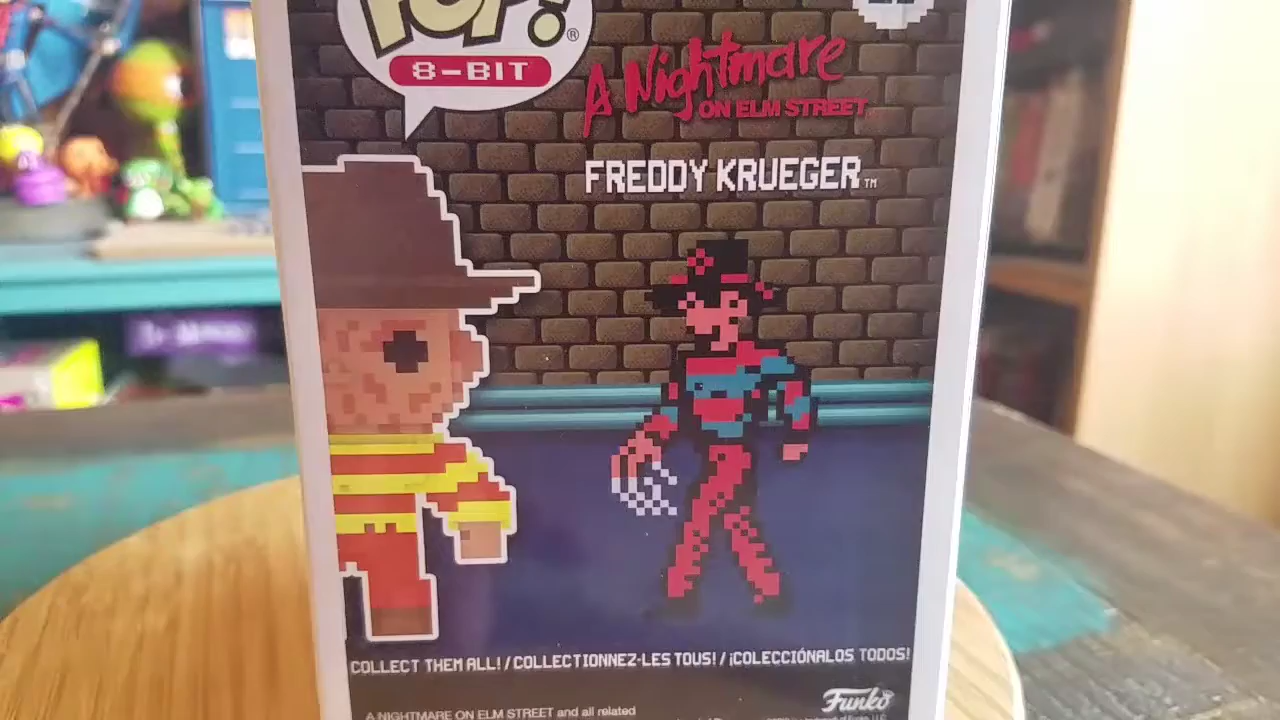 POP!®
8-BIT
A Nightmare
ON ELM STREET
FREDDY KRUEGER™
COLLECT THEM ALL! / COLLECTIONNEZ-LES TOUS! / ¡COLECCIÓNALOS TODOS!
Funko
A NIGHTMARE ON ELM STREET and all related